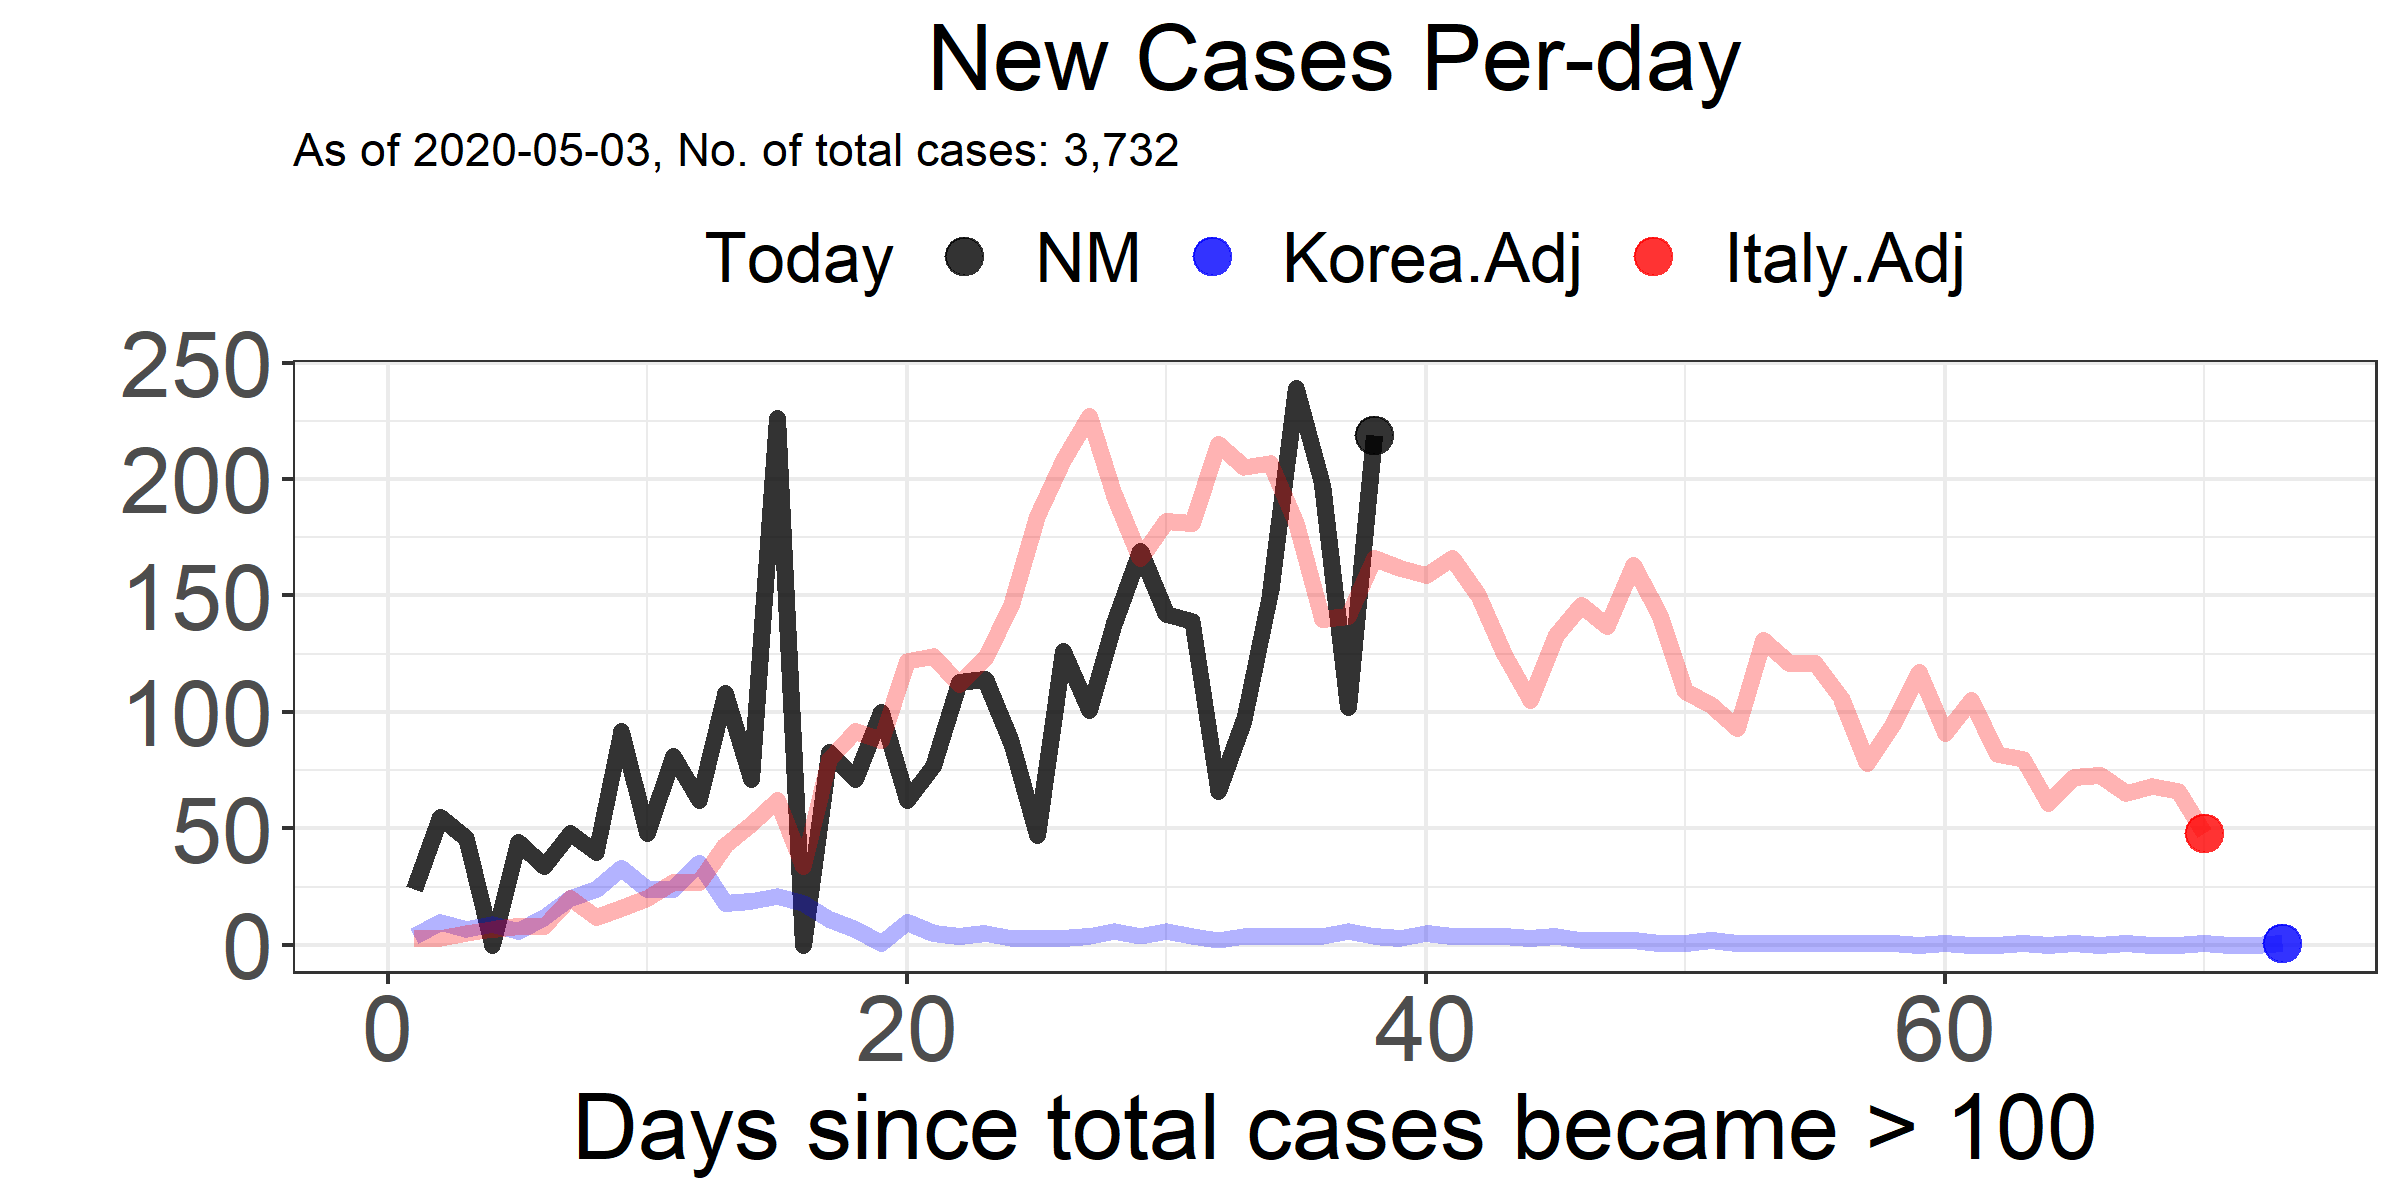 New Cases Per-day
As of 2020-05-03, No. of total cases: 3,732
Today NM Korea.Adj Italy.Adj
250
200
150
100
50
0
0 20 40 60
Days since total cases became > 100